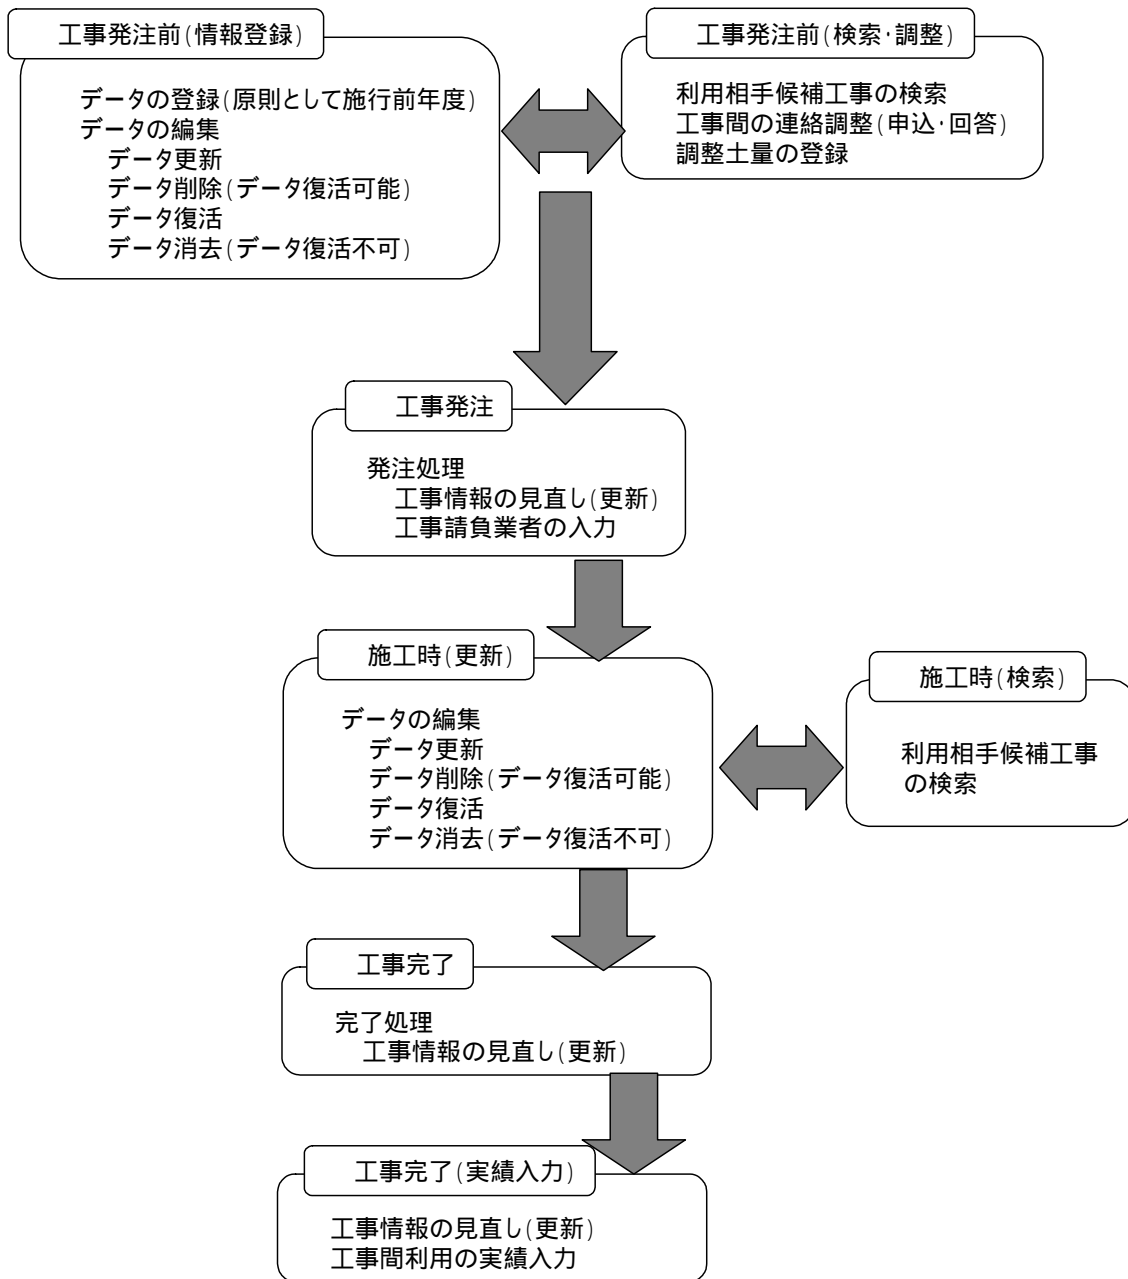 工事発注前(情報登録)
データの登録(原則として施行前年度)
データの編集
データ更新
データ削除(データ復活可能)
データ復活
データ消去(データ復活不可)
工事発注前(検索・調整)
利用相手候補工事の検索
工事間の連絡調整(申込・回答)
調整土量の登録
工事発注
発注処理
工事情報の見直し(更新)
工事請負業者の入力
施工時(更新)
データの編集
データ更新
データ削除(データ復活可能)
データ復活
データ消去(データ復活不可)
施工時(検索)
利用相手候補工事
の検索
工事完了
完了処理
工事情報の見直し(更新)
工事完了(実績入力)
工事情報の見直し(更新)
工事間利用の実績入力